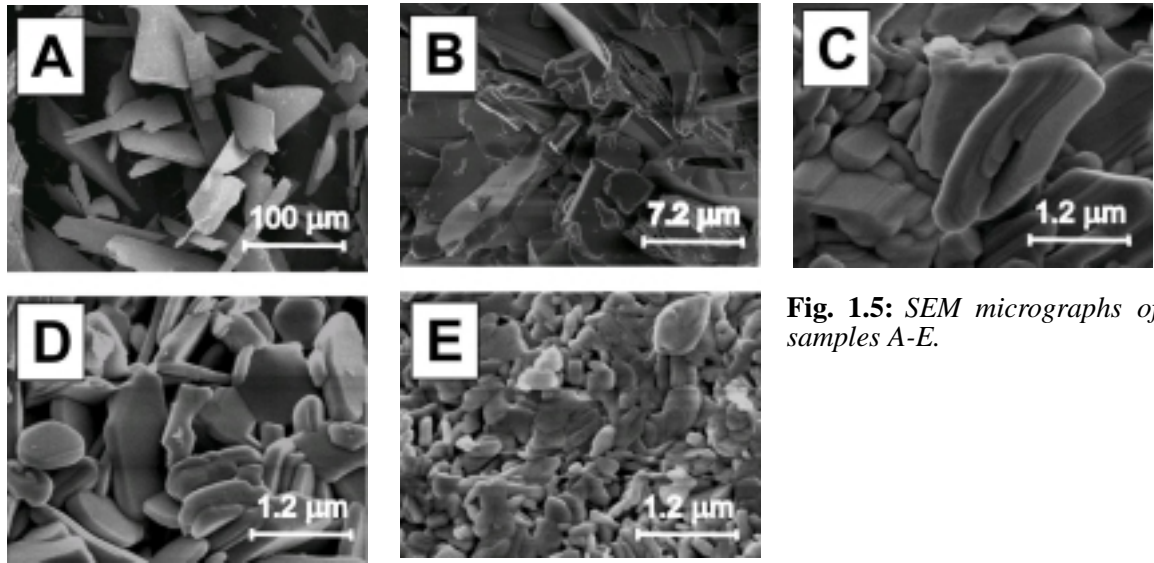 A
100 μm
B
7.2 μm
C
1.2 μm
Fig. 1.5: SEM micrographs of
samples A-E.
D
1.2 μm
E
1.2 μm